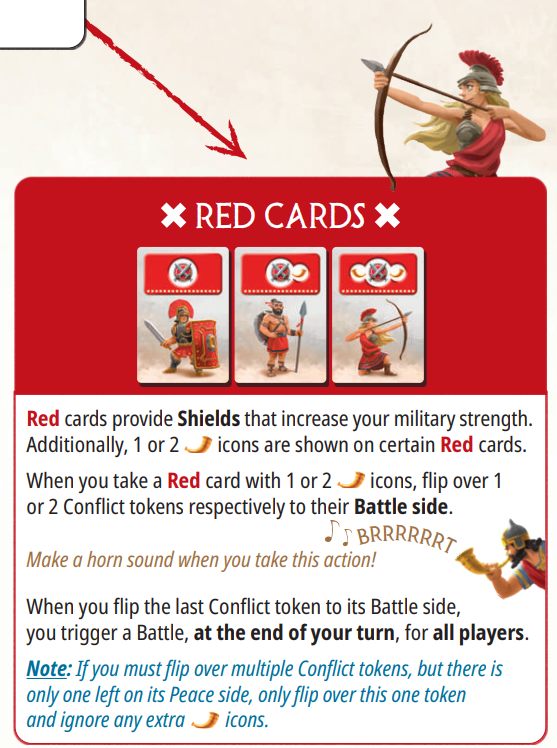 RED CARDS
Red cards provide Shields that increase your military strength.
Additionally, 1 or 2 icons are shown on certain Red cards.
When you take a Red card with 1 or 2 icons, flip over 1
or 2 Conflict tokens respectively to their Battle side.
BRRRRRRT
Make a horn sound when you take this action!
When you flip the last Conflict token to its Battle side,
you trigger a Battle, at the end of your turn, for all players.
Note: If you must flip over multiple Conflict tokens, but there is
only one left on its Peace side, only flip over this one token
and ignore any extra icons.